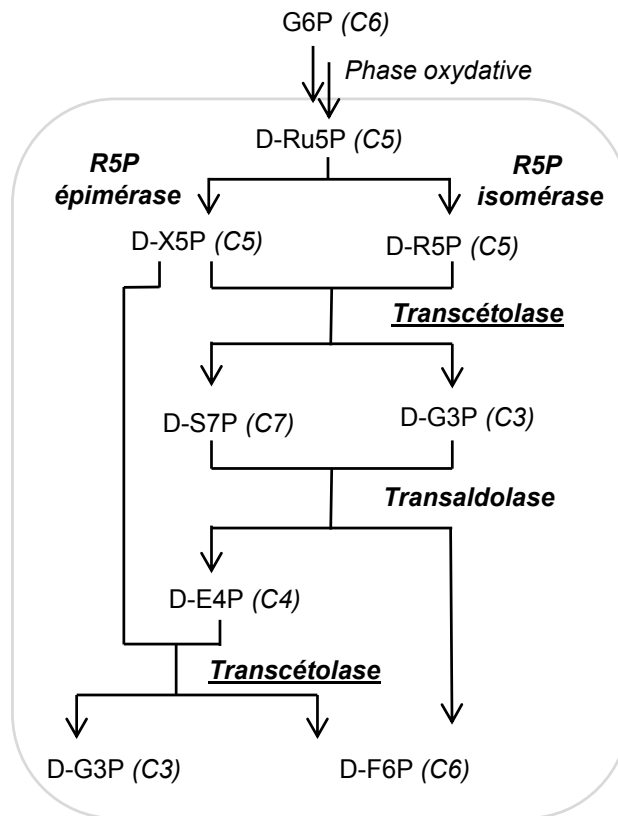 G6P (C6)
Phase oxydative
D-Ru5P (C5)
R5P
épimérase
R5P
isomérase
D-X5P (C5)
D-R5P (C5)
Transcétolase
D-S7P (C7)
D-G3P (C3)
Transaldolase
D-E4P (C4)
Transcétolase
D-G3P (C3)
D-F6P (C6)